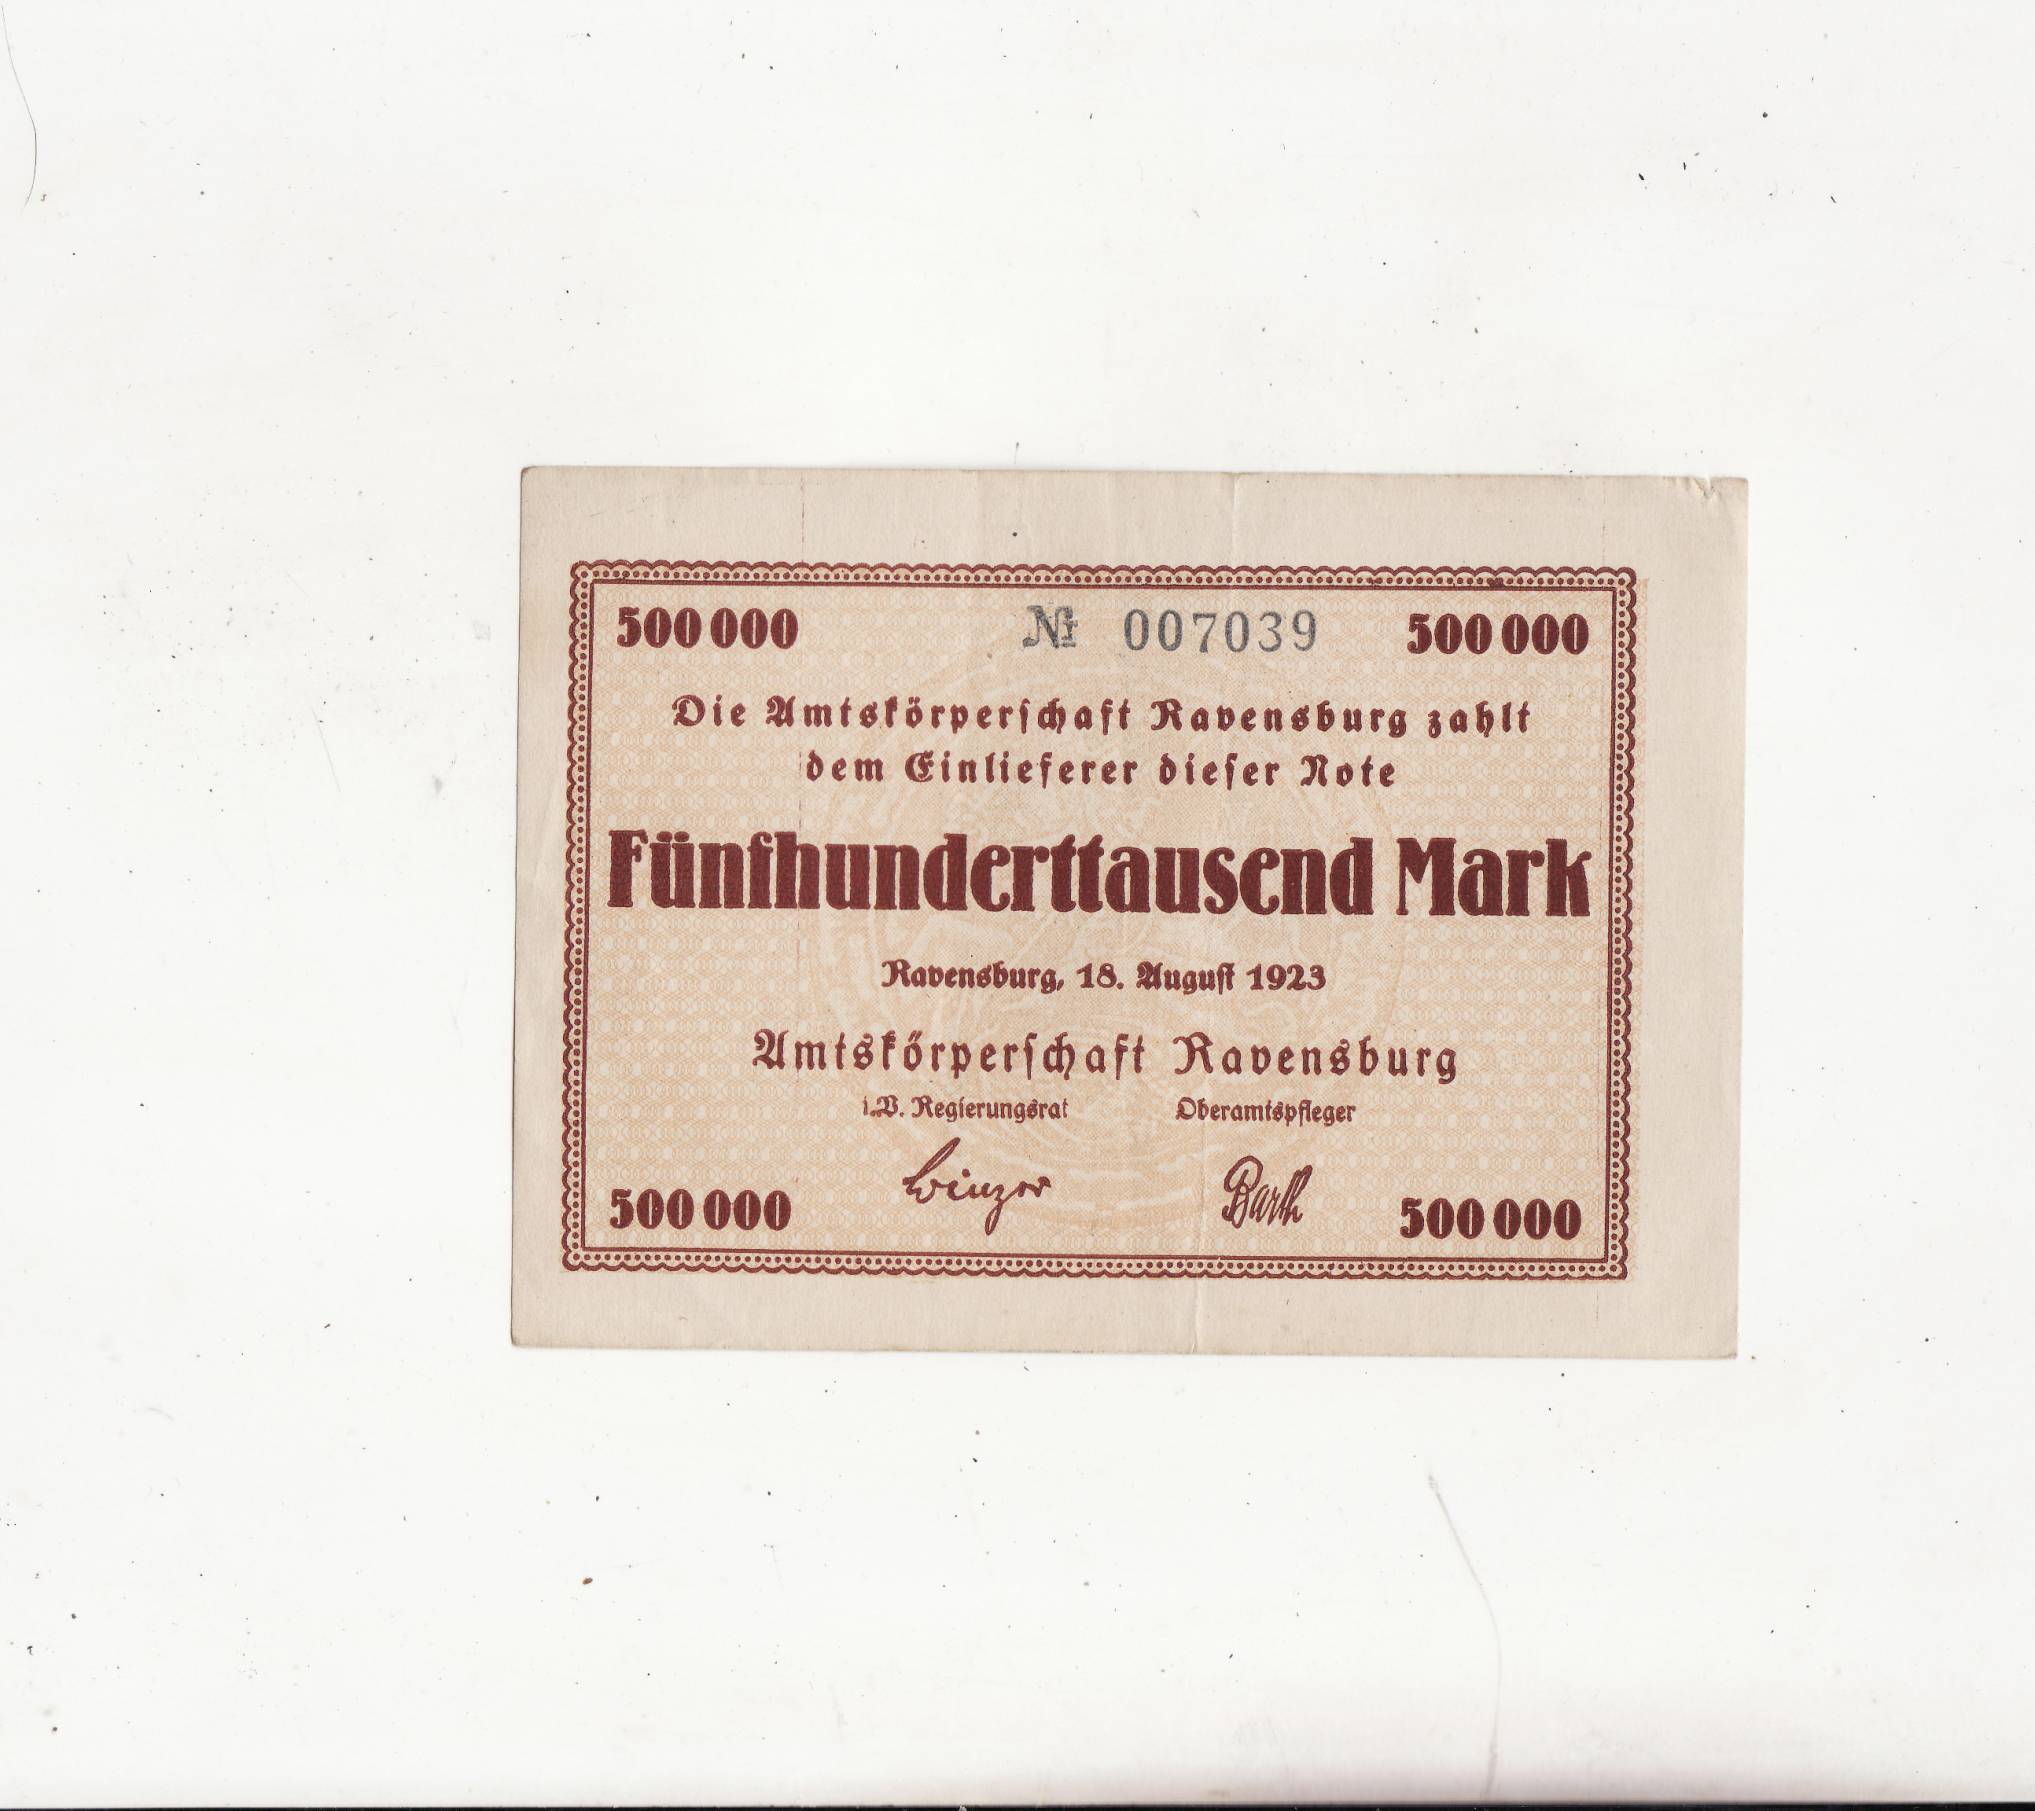 500 000 № 007039 500 000
Die Amtskörperschaft Ravensburg zahlt
dem Einlieferer dieser Note
Fünfhunderttausend Mark
Ravensburg, 18. August 1923
Amtskörperschaft Ravensburg
i.V. Regierungsrat Oberamtspfleger
Winzer Barth
500 000 500 000